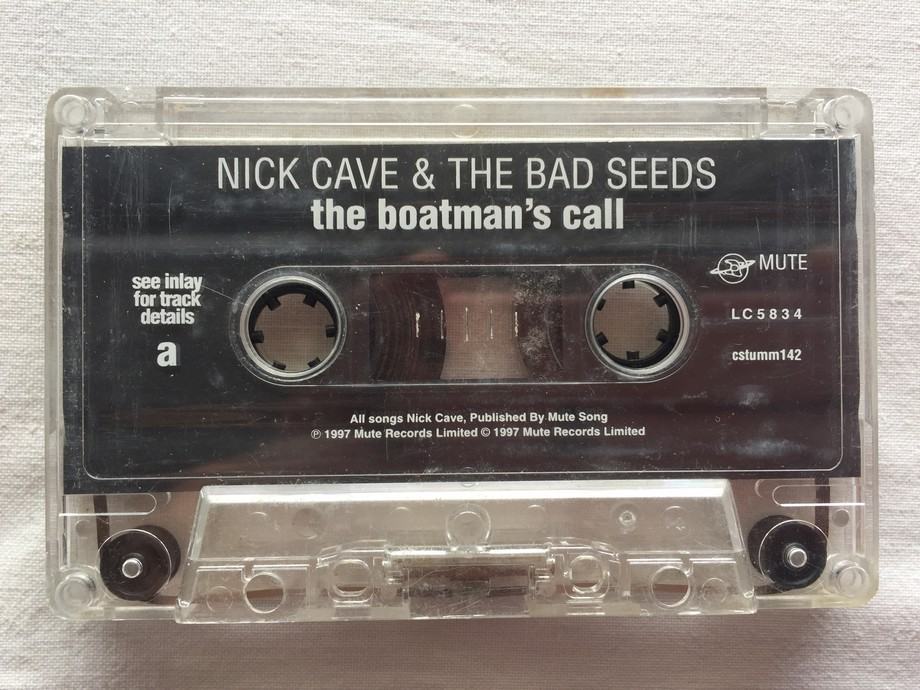 NICK CAVE & THE BAD SEEDS
the boatman's call
see inlay
for track
details
a
MUTE
LC5834
cstumm142
All songs Nick Cave, Published By Mute Song
℗ 1997 Mute Records Limited © 1997 Mute Records Limited